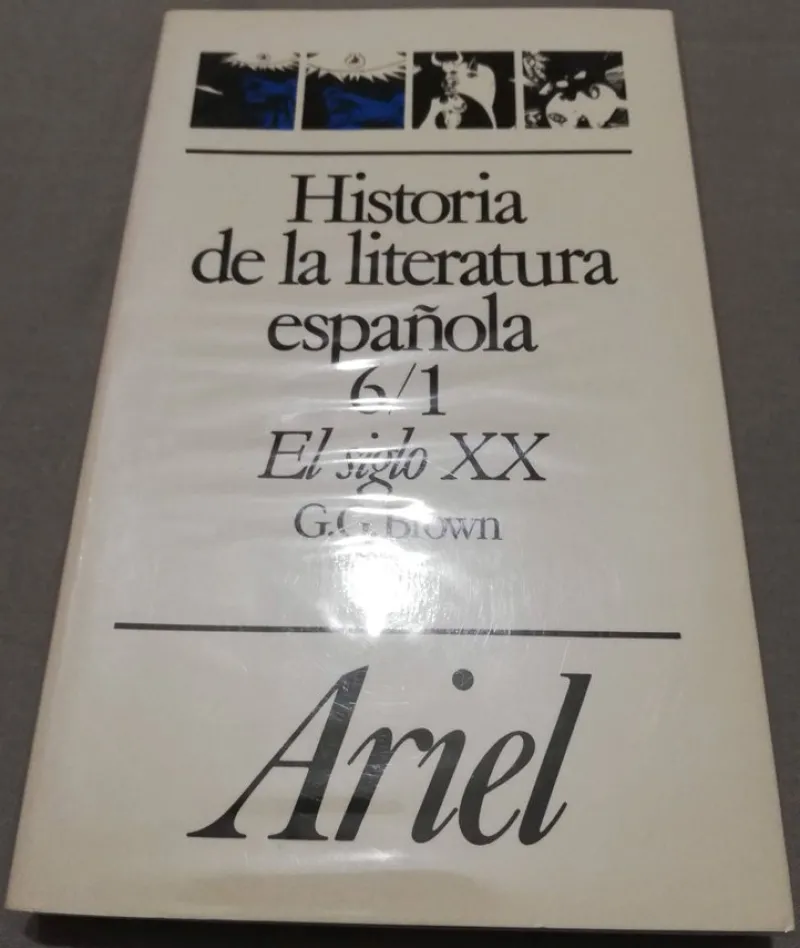 Historia
de la literatura
española
6/1
El siglo XX
G.G. Brown
Ariel